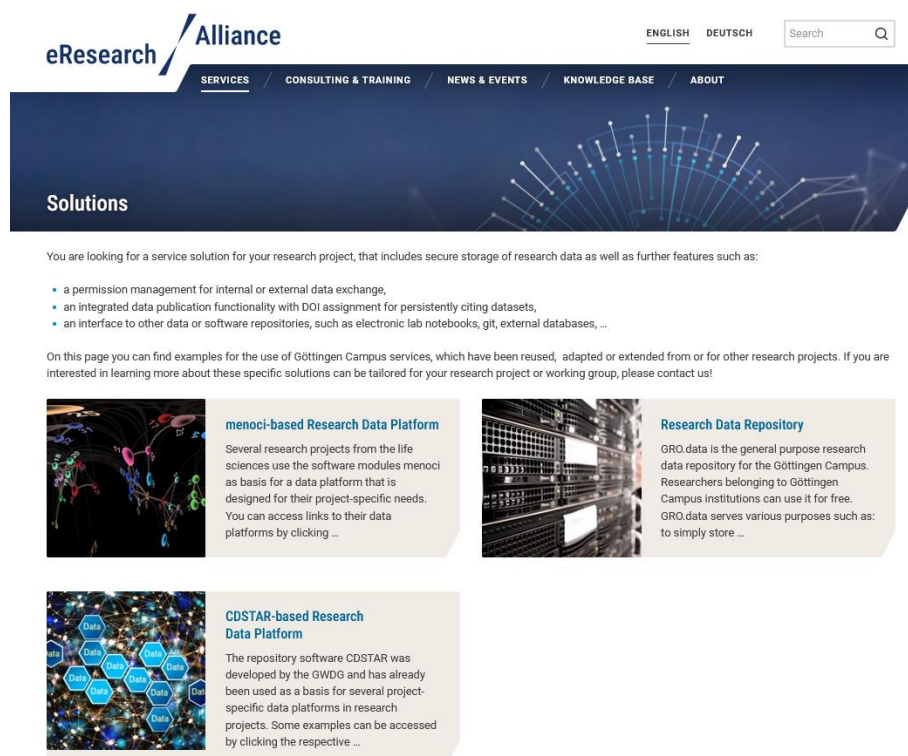 eResearch Alliance
ENGLISH DEUTSCH Search
SERVICES CONSULTING & TRAINING NEWS & EVENTS KNOWLEDGE BASE ABOUT
Solutions
You are looking for a service solution for your research project, that includes secure storage of research data as well as further features such as:
• a permission management for internal or external data exchange,
• an integrated data publication functionality with DOI assignment for persistently citing datasets,
• an interface to other data or software repositories, such as electronic lab notebooks, git, external databases, ...
On this page you can find examples for the use of Göttingen Campus services, which have been reused, adapted or extended from or for other research projects. If you are
interested in learning more about these specific solutions can be tailored for your research project or working group, please contact us!
menoci-based Research Data Platform
Several research projects from the life
sciences use the software modules menoci
as basis for a data platform that is
designed for their project-specific needs.
You can access links to their data
platforms by clicking ...
Research Data Repository
GRO.data is the general purpose research
data repository for the Göttingen Campus.
Researchers belonging to Göttingen
Campus institutions can use it for free.
GRO.data serves various purposes such as:
to simply store ...
Data
Data
Data
Data
Data
Data
Data
Data
CDSTAR-based Research
Data Platform
The repository software CDSTAR was
developed by the GWDG and has already
been used as a basis for several project-
specific data platforms in research
projects. Some examples can be accessed
by clicking the respective ...